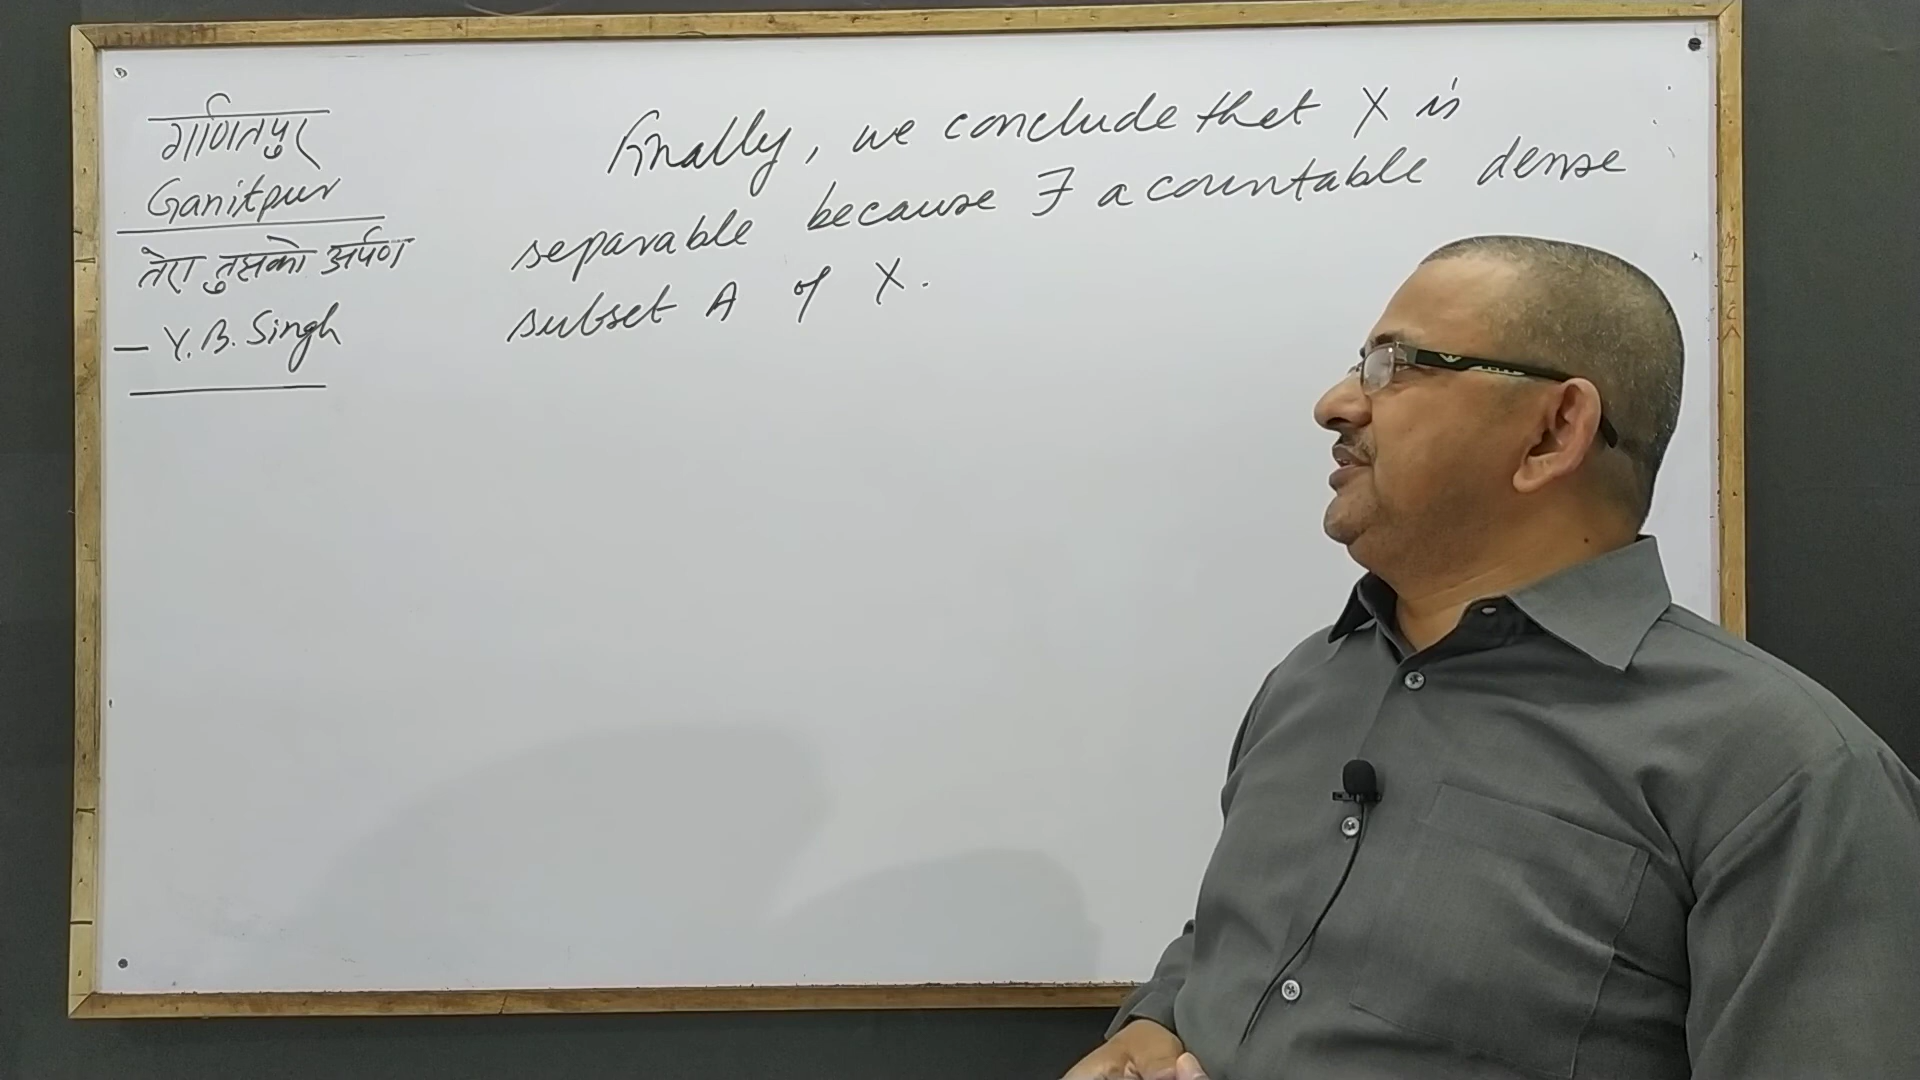 गणितपुर
Ganitpur
तेरा तुझको अर्पण
— Y. B. Singh
Finally, we conclude that X is
separable because ∃ a countable dense
subset A of X.